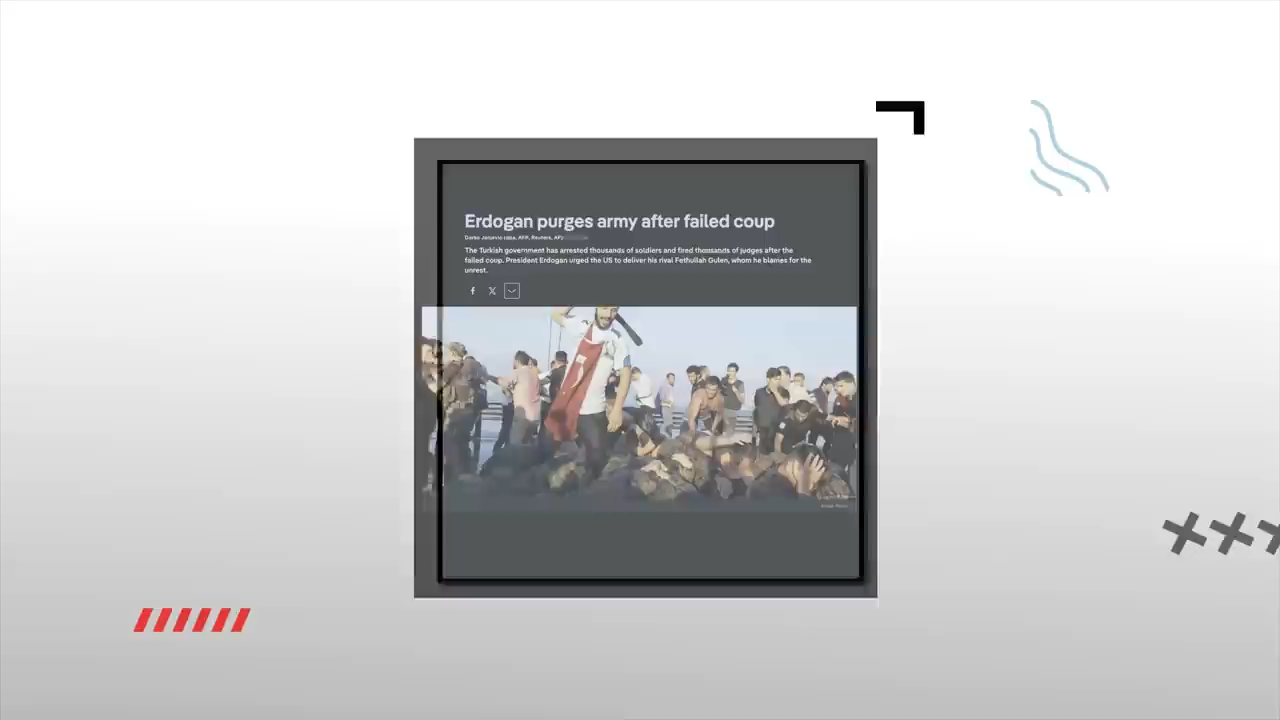 Erdogan purges army after failed coup
AFP, Reuters,
The Turkish government has arrested thousands of soldiers and fired thousands of judges after the
failed coup. President Erdogan urged the US to deliver his rival Fethullah Gulen, whom he blames for the
unrest.